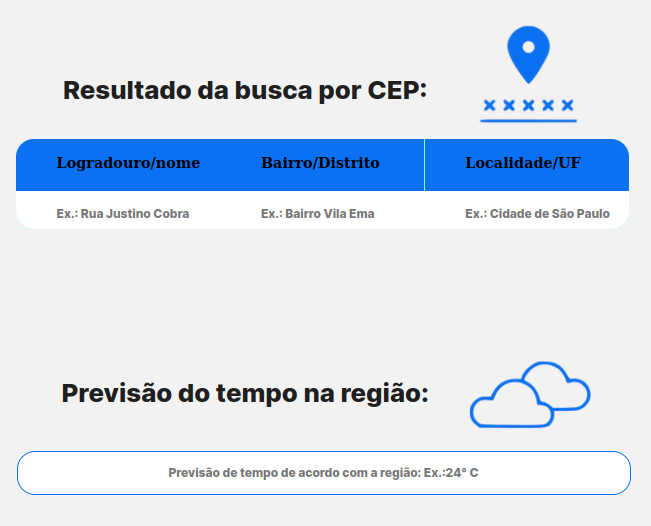 Resultado da busca por CEP:
Logradouro/nome Bairro/Distrito Localidade/UF
Ex.: Rua Justino Cobra Ex.: Bairro Vila Ema Ex.: Cidade de São Paulo
Previsão do tempo na região:
Previsão de tempo de acordo com a região: Ex.:24° C